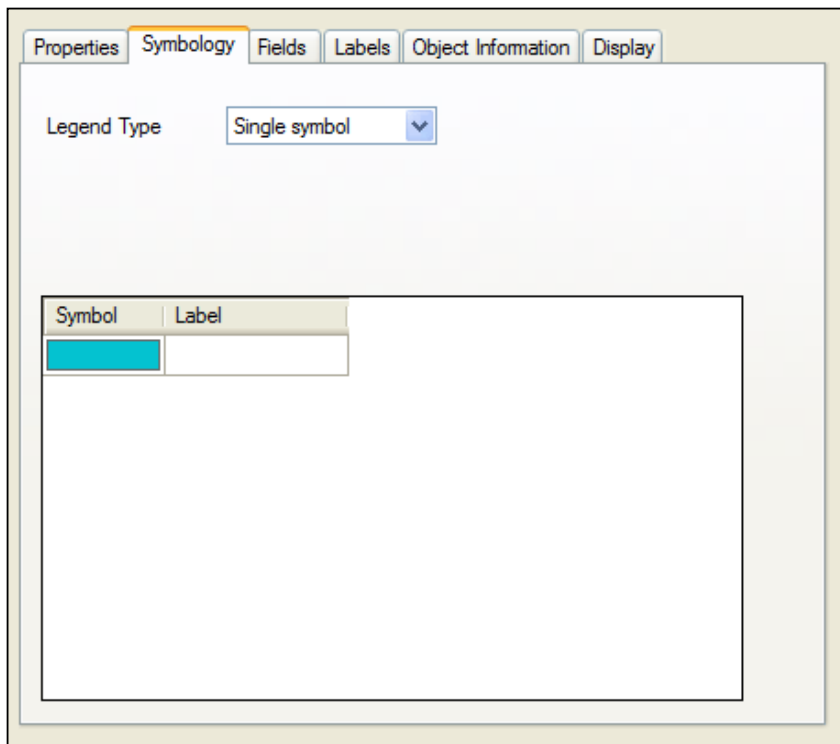 Properties Symbology Fields Labels Object Information Display
Legend Type Single symbol
Symbol Label